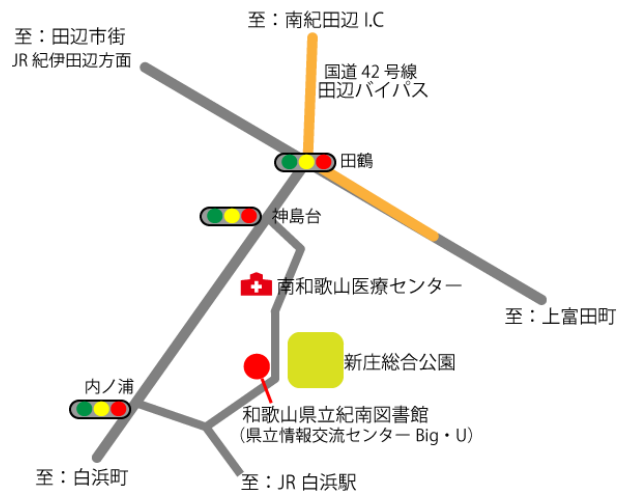 至：南紀田辺 I.C
至：田辺市街
JR 紀伊田辺方面
国道 42 号線
田辺バイパス
田鶴
神島台
南和歌山医療センター
至：上富田町
新庄総合公園
内ノ浦
和歌山県立紀南図書館
（県立情報交流センター Big・U）
至：白浜町
至：JR 白浜駅